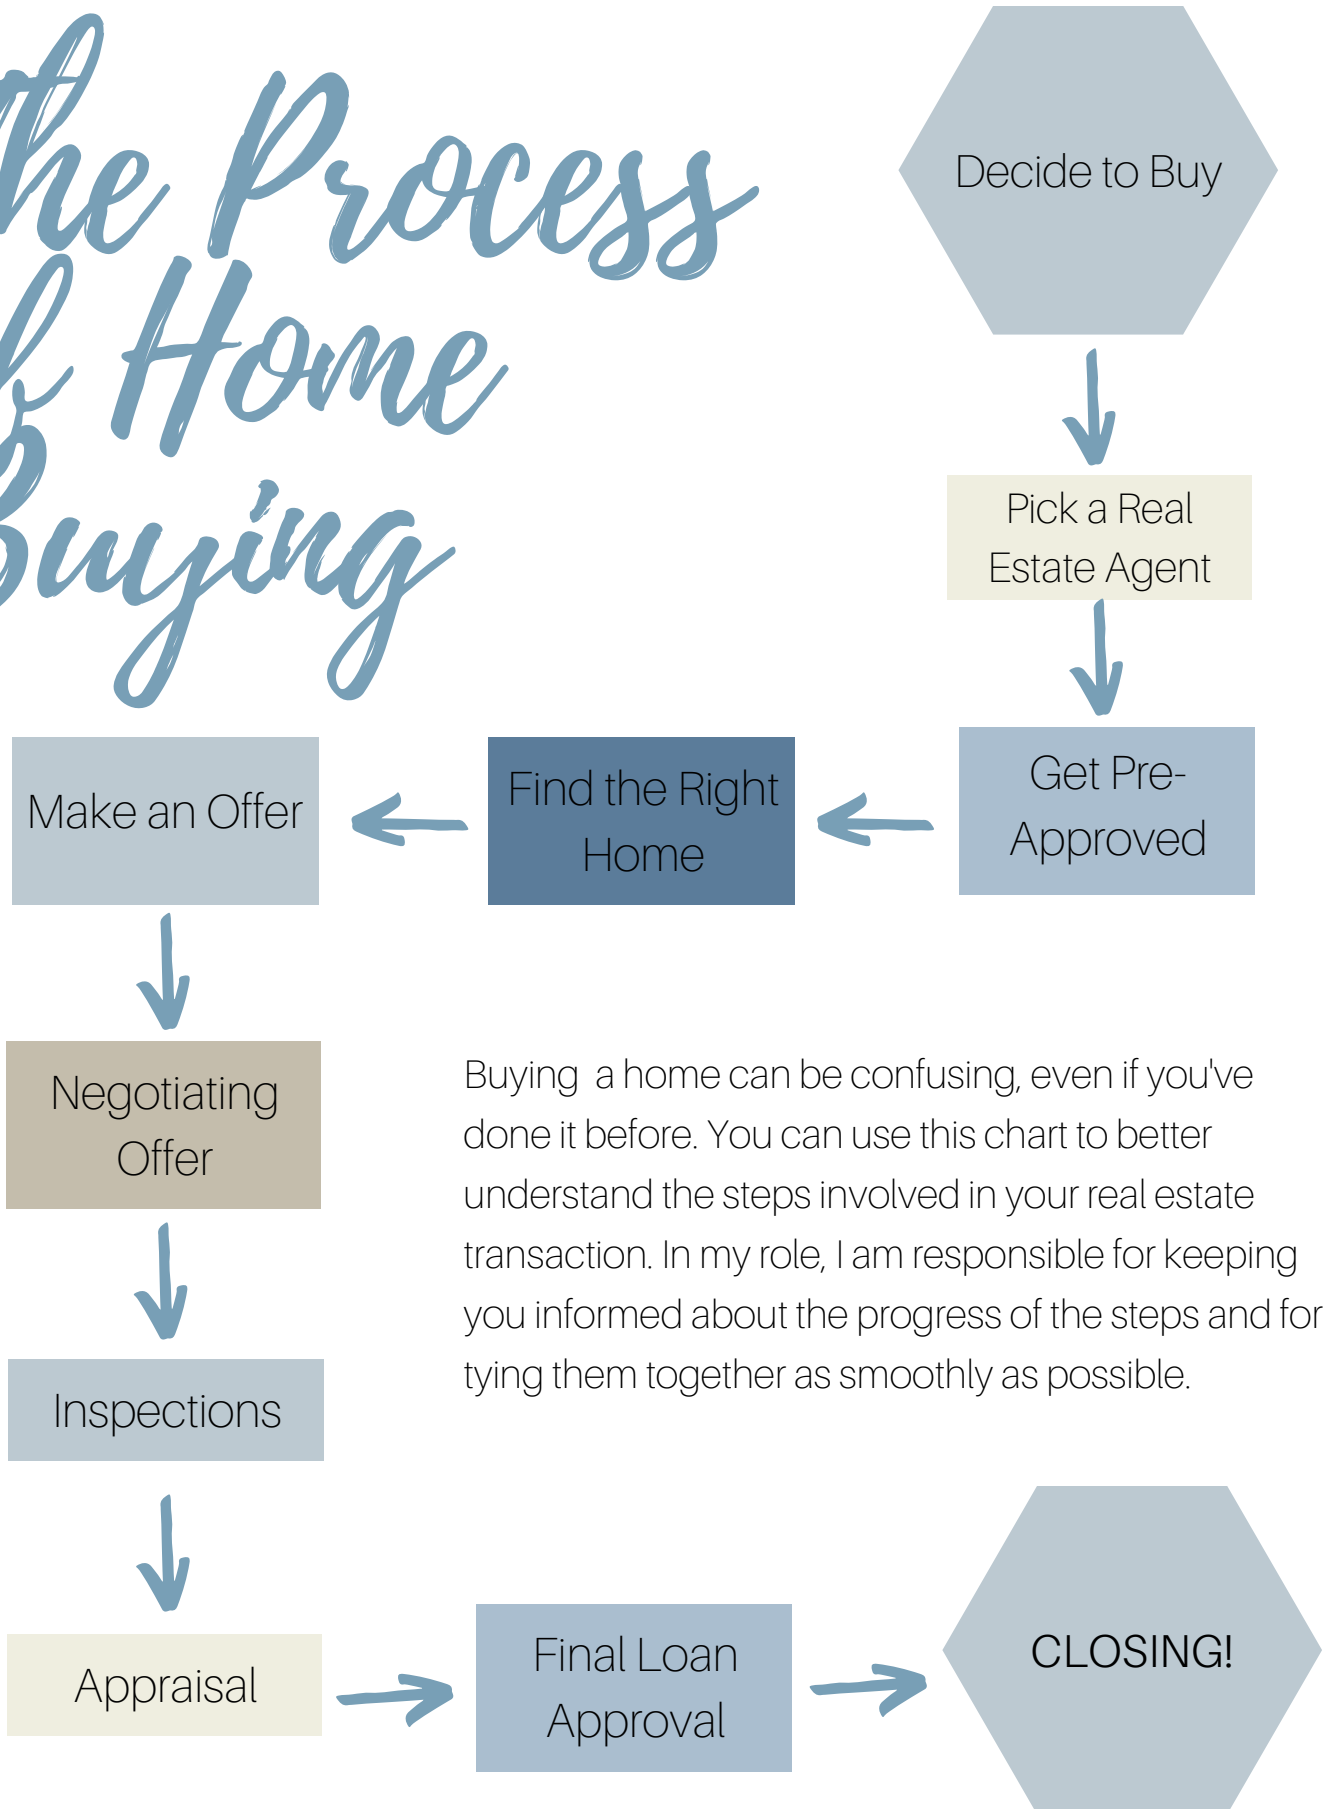 the Process
of Home
Buying
Decide to Buy
Pick a Real
Estate Agent
Get Pre-
Approved
Find the Right
Home
Make an Offer
Negotiating
Offer
Buying  a home can be confusing, even if you've
done it before. You can use this chart to better
understand the steps involved in your real estate
transaction. In my role, I am responsible for keeping
you informed about the progress of the steps and for
tying them together as smoothly as possible.
Inspections
Appraisal
Final Loan
Approval
CLOSING!